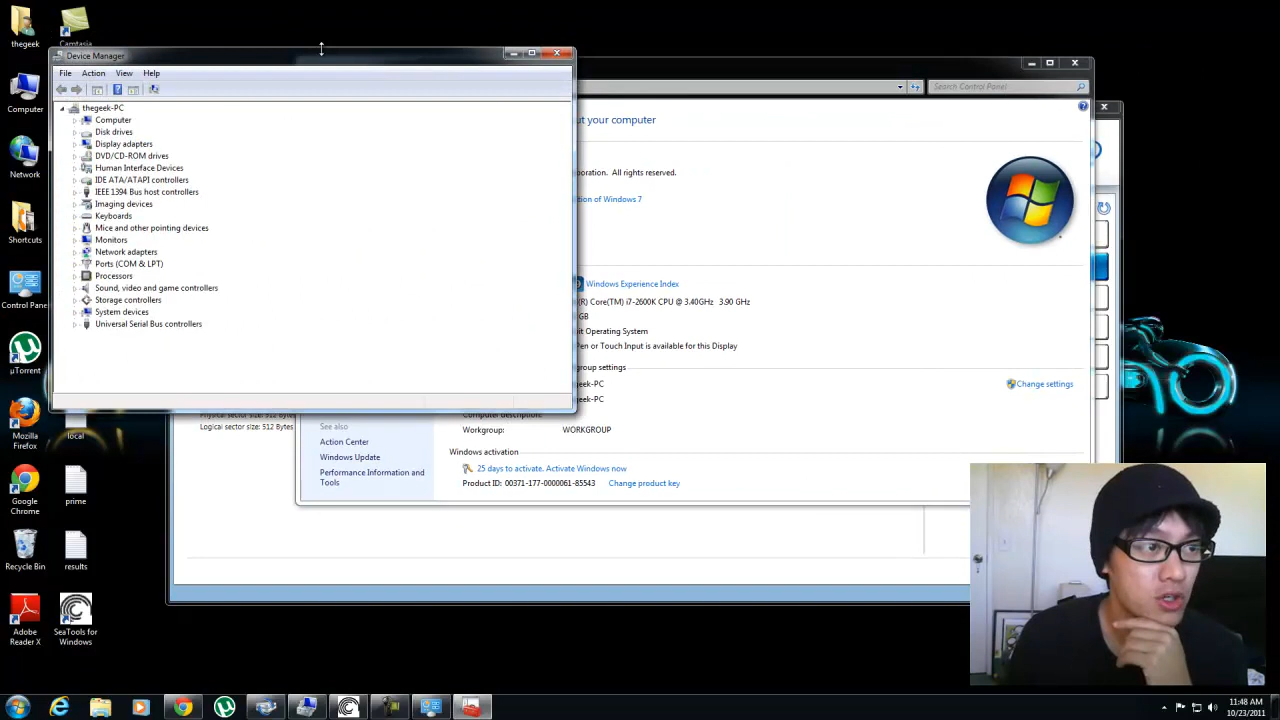 thegeek
Camtasia
Computer
Network
Shortcuts
Control Pane
µTorrent
Mozilla
Firefox
local
Google
Chrome
prime
Recycle Bin
results
Adobe
Reader X
SeaTools for
Windows
Device Manager
File Action View Help
thegeek-PC
Computer
Disk drives
Display adapters
DVD/CD-ROM drives
Human Interface Devices
IDE ATA/ATAPI controllers
IEEE 1394 Bus host controllers
Imaging devices
Keyboards
Mice and other pointing devices
Monitors
Network adapters
Ports (COM & LPT)
Processors
Sound, video and game controllers
Storage controllers
System devices
Universal Serial Bus controllers
Search Control Panel
ut your computer
orporation. All rights reserved.
tion of Windows 7
Windows Experience Index
(R) Core(TM) i7-2600K CPU @ 3.40GHz 3.90 GHz
GB
it Operating System
Pen or Touch Input is available for this Display
group settings
eek-PC
Change settings
eek-PC
Computer description:
Workgroup: WORKGROUP
Windows activation
25 days to activate. Activate Windows now
Product ID: 00371-177-0000061-85543 Change product key
Physical sector size: 512 Bytes
Logical sector size: 512 Bytes
See also
Action Center
Windows Update
Performance Information and
Tools
11:48 AM
10/23/2011